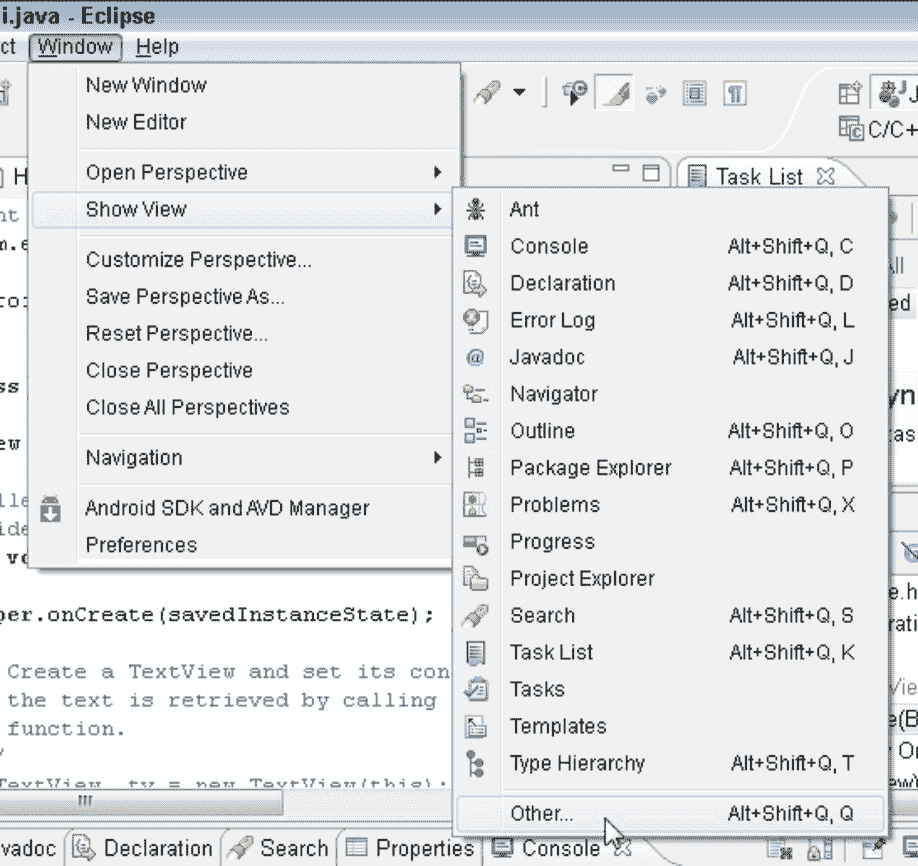 i.java - Eclipse
ct Window Help
New Window
New Editor
Open Perspective
Show View
Customize Perspective...
Save Perspective As...
Reset Perspective...
Close Perspective
Close All Perspectives
Navigation
Android SDK and AVD Manager
Preferences
C/C+
Task List
Ant
Console Alt+Shift+Q, C
Declaration Alt+Shift+Q, D
Error Log Alt+Shift+Q, L
Javadoc Alt+Shift+Q, J
Navigator
Outline Alt+Shift+Q, O
Package Explorer Alt+Shift+Q, P
Problems Alt+Shift+Q, X
Progress
Project Explorer
Search Alt+Shift+Q, S
Task List Alt+Shift+Q, K
Tasks
Templates
Type Hierarchy Alt+Shift+Q, T
Other... Alt+Shift+Q, Q
per.onCreate(savedInstanceState);
Create a TextView and set its con
the text is retrieved by calling
function.
TextView tv = new TextView(this);
vadoc Declaration Search Properties Console